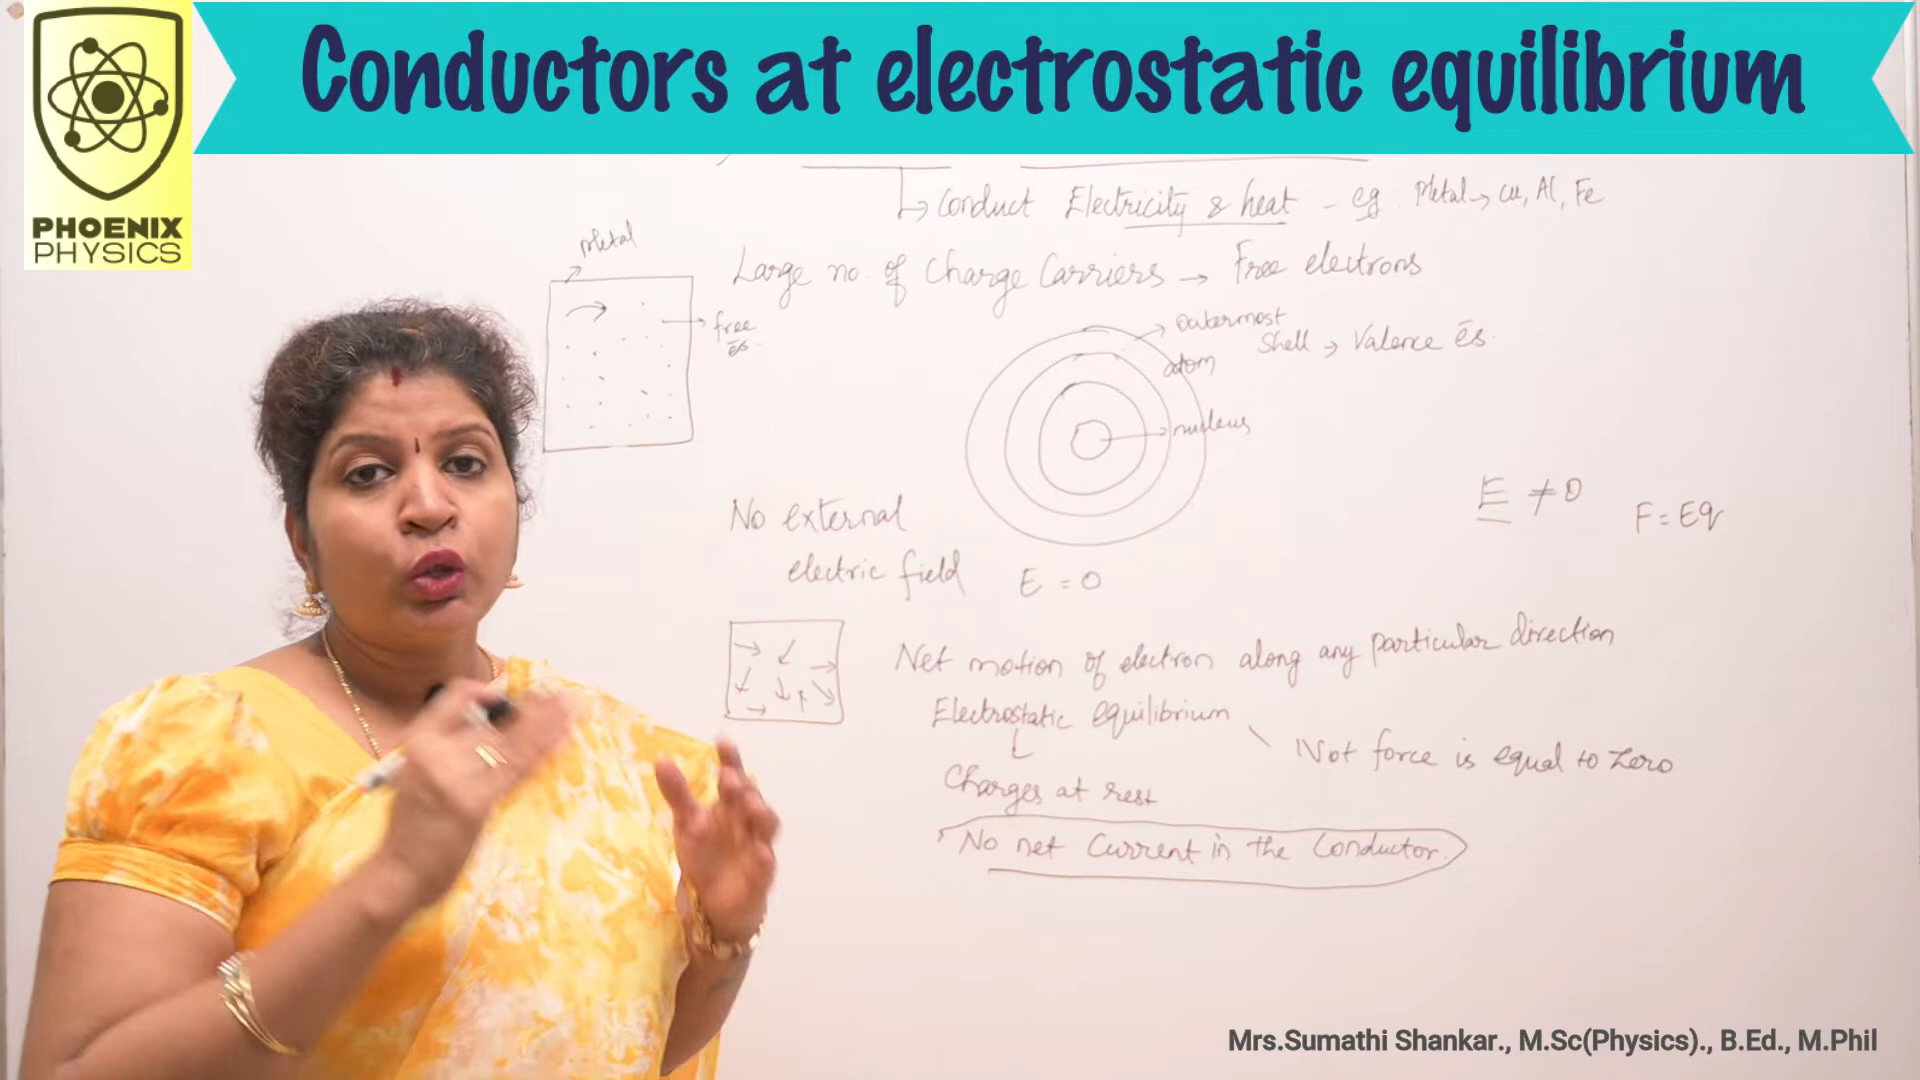 Conductors at electrostatic equilibrium
PHOENIX
PHYSICS
↳ Conduct Electricity & heat - eg Metal → Cu, Al, Fe
Metal
Large no. of Charge Carriers → Free electrons
free
ēs
outermost
Shell → Valence ēs
atom
nucleus
E ≠ 0
F = Eq
No external
electric field E = 0
Net motion of electron along any particular direction
Electrostatic equilibrium
Not force is equal to Zero
Charges at rest
No net Current in the Conductor.
Mrs.Sumathi Shankar., M.Sc(Physics)., B.Ed., M.Phil